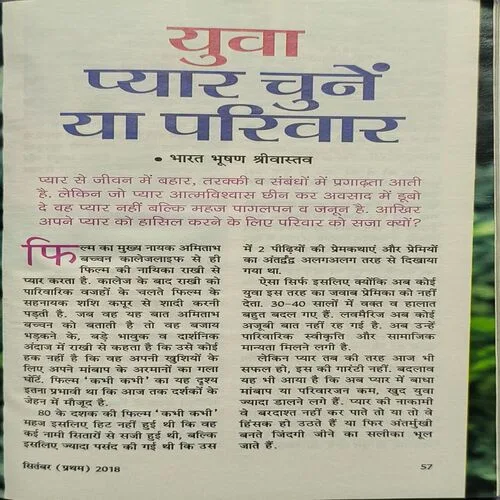 युवा
प्यार चुनें
या परिवार
• भारत भूषण श्रीवास्तव
प्यार से जीवन में बहार, तरक्की व संबंधों में प्रगाढ़ता आती
है. लेकिन जो प्यार आत्मविश्वास छीन कर अवसाद में डूबो
दे वह प्यार नहीं बल्कि महज पागलपन व जनून है. आखिर
अपने प्यार को हासिल करने के लिए परिवार को सजा क्यों?
फिल्म का मुख्य नायक अमिताभ
बच्चन कालेजलाइफ से ही
फिल्म की नायिका राखी से
प्यार करता है. कालेज के बाद राखी को
पारिवारिक वजहों के चलते फिल्म के
सहनायक शशि कपूर से शादी करनी
पड़ती है. जब वह यह बात अमिताभ
बच्चन को बताती है तो वह बजाय
भड़कने के, बड़े भावुक व दार्शनिक
अंदाज में राखी से कहता है कि उसे कोई
हक नहीं है कि वह अपनी खुशियों के
लिए अपने मांबाप के अरमानों का गला
घोंटे. फिल्म 'कभी कभी' का यह दृश्य
इतना प्रभावी था कि आज तक दर्शकों के
जेहन में मौजूद है.
80 के दशक की फिल्म 'कभी कभी'
महज इसलिए हिट नहीं हुई थी कि वह
कई नामी सितारों से सजी हुई थी, बल्कि
इसलिए ज्यादा पसंद की गई थी कि उस
में 2 पीढ़ियों की प्रेमकथाएं और प्रेमियों
का अंतर्द्वंद्व अलगअलग तरह से दिखाया
गया था.
ऐसा सिर्फ इसलिए क्योंकि अब कोई
युवा इस तरह का जवाब प्रेमिका को नहीं
देता. 30-40 सालों में वक्त व हालात
बहुत बदल गए हैं. लवमैरिज अब कोई
अजूबी बात नहीं रह गई है. अब उन्हें
पारिवारिक स्वीकृति और सामाजिक
मान्यता मिलने लगी है.
लेकिन प्यार तब की तरह आज भी
सफल हो, इस की गारंटी नहीं. बदलाव
यह भी आया है कि अब प्यार में बाधा
मांबाप या परिवारजन कम, खुद युवा
ज्यादा डालने लगे हैं. प्यार की नाकामी
वे बरदाश्त नहीं कर पाते तो या तो वे
हिंसक हो उठते हैं या फिर अंतर्मुखी
बनते जिंदगी जीने का सलीका भूल
जाते हैं.
सितंबर (प्रथम) 2018
57